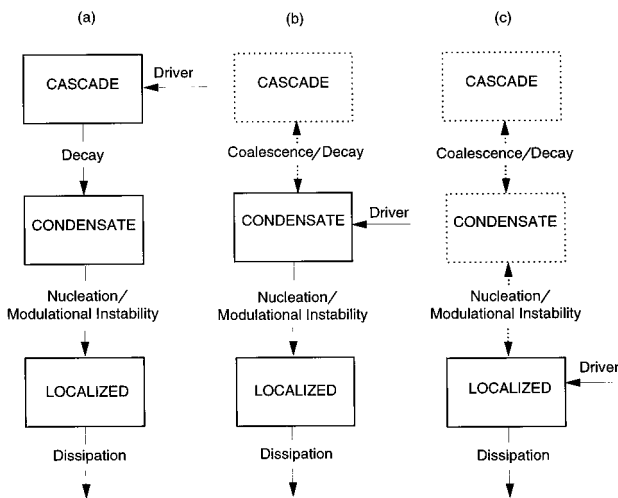 (a)
(b)
(c)
CASCADE
Driver
CASCADE
CASCADE
Decay
Coalescence/Decay
Coalescence/Decay
CONDENSATE
CONDENSATE
Driver
CONDENSATE
Nucleation/
Modulational Instability
Nucleation/
Modulational Instability
Nucleation/
Modulational Instability
LOCALIZED
LOCALIZED
LOCALIZED
Driver
Dissipation
Dissipation
Dissipation